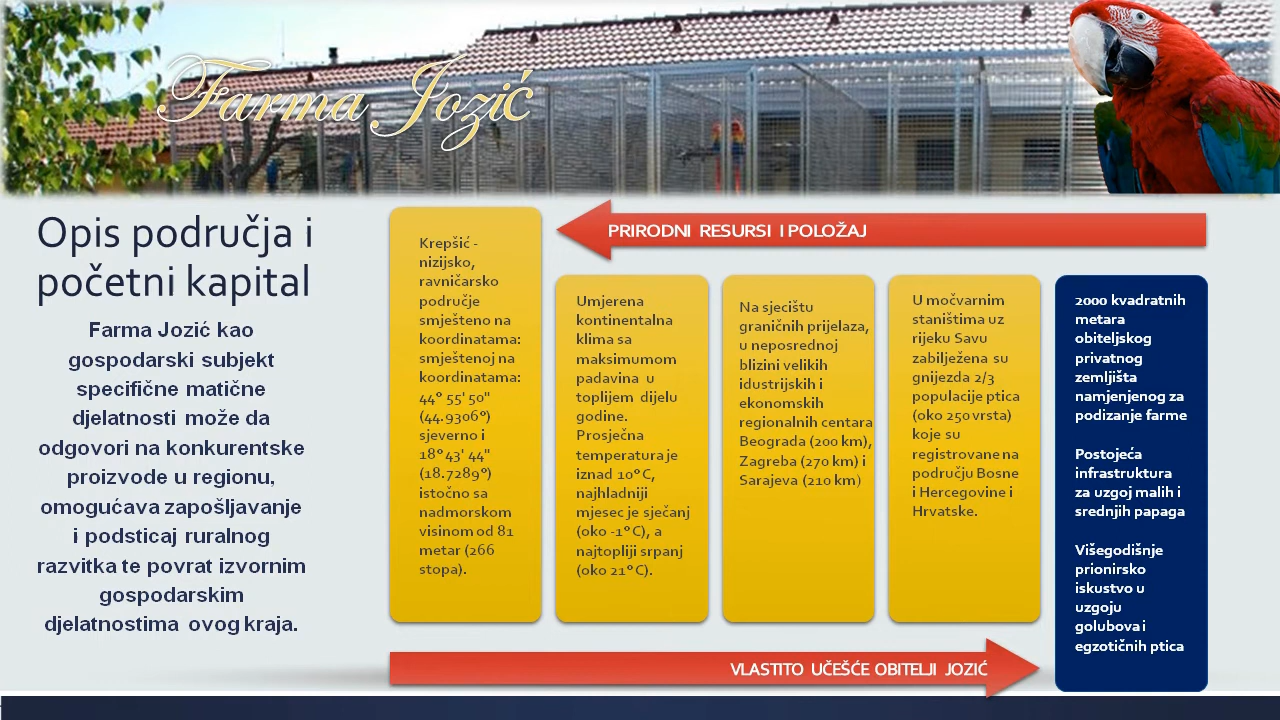 Farma Jozić
Opis područja i
početni kapital
Farma Jozić kao
gospodarski subjekt
specifične matične
djelatnosti može da
odgovori na konkurentske
proizvode u regionu,
omogućava zapošljavanje
i podsticaj ruralnog
razvitka te povrat izvornim
gospodarskim
djelatnostima ovog kraja.
PRIRODNI RESURSI I POLOŽAJ
Krepšić -
nizijsko,
ravničarsko
područje
smješteno na
koordinatama:
smještenoj na
koordinatama:
44° 55' 50"
(44.9306°)
sjeverno i
18° 43' 44"
(18.7289°)
istočno sa
nadmorskom
visinom od 81
metar (266
stopa).
Umjerena
kontinentalna
klima sa
maksimumom
padavina u
toplijem dijelu
godine.
Prosječna
temperatura je
iznad 10°C,
najhladniji
mjesec je sječanj
(oko -1°C), a
najtopliji srpanj
(oko 21°C).
Na sjecištu
graničnih prijelaza,
u neposrednoj
blizini velikih
idustrijskih i
ekonomskih
regionalnih centara
Beograda (200 km),
Zagreba (270 km) i
Sarajeva (210 km)
U močvarnim
staništima uz
rijeku Savu
zabilježena su
gnijezda 2/3
populacije ptica
(oko 250 vrsta)
koje su
registrovane na
području Bosne
i Hercegovine i
Hrvatske.
2000 kvadratnih
metara
obiteljskog
privatnog
zemljišta
namjenjenog za
podizanje farme
Postojeća
infrastruktura
za uzgoj malih i
srednjih papaga
Višegodišnje
prionirsko
iskustvo u
uzgoju
golubova i
egzotičnih ptica
VLASTITO UČEŠĆE OBITELJI JOZIĆ